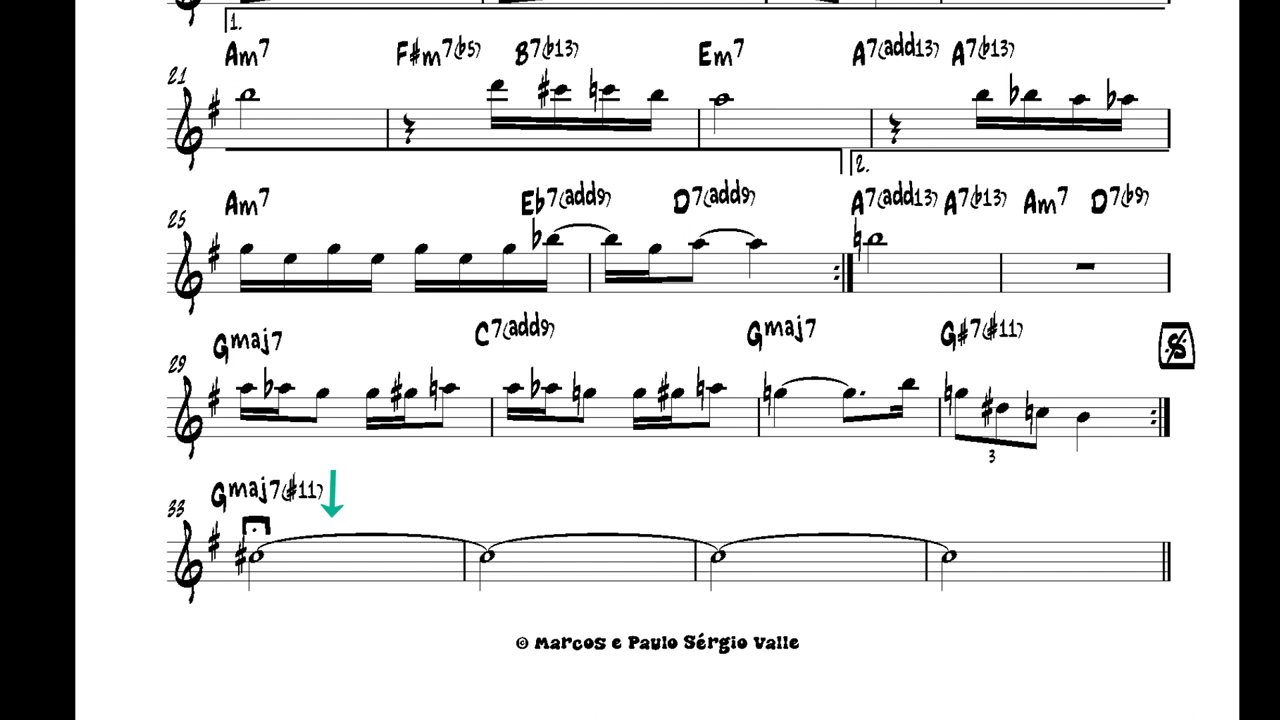 1.
Am7 F#m7(b5) B7(b13) Em7 A7(add13) A7(b13)
21
2.
Am7 Eb7(add9) D7(add9) A7(add13) A7(b13) Am7 D7(b9)
25
Gmaj7 C7(add9) Gmaj7 G#7(#11)
29
3
Gmaj7(#11)
33
© Marcos e Paulo Sérgio Valle